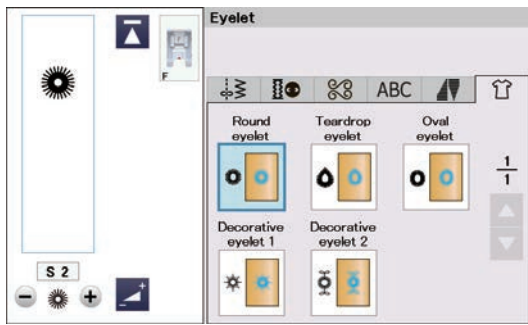 Eyelet
F
ABC
Round
eyelet
Teardrop
eyelet
Oval
eyelet
1
1
Decorative
eyelet 1
Decorative
eyelet 2
S 2